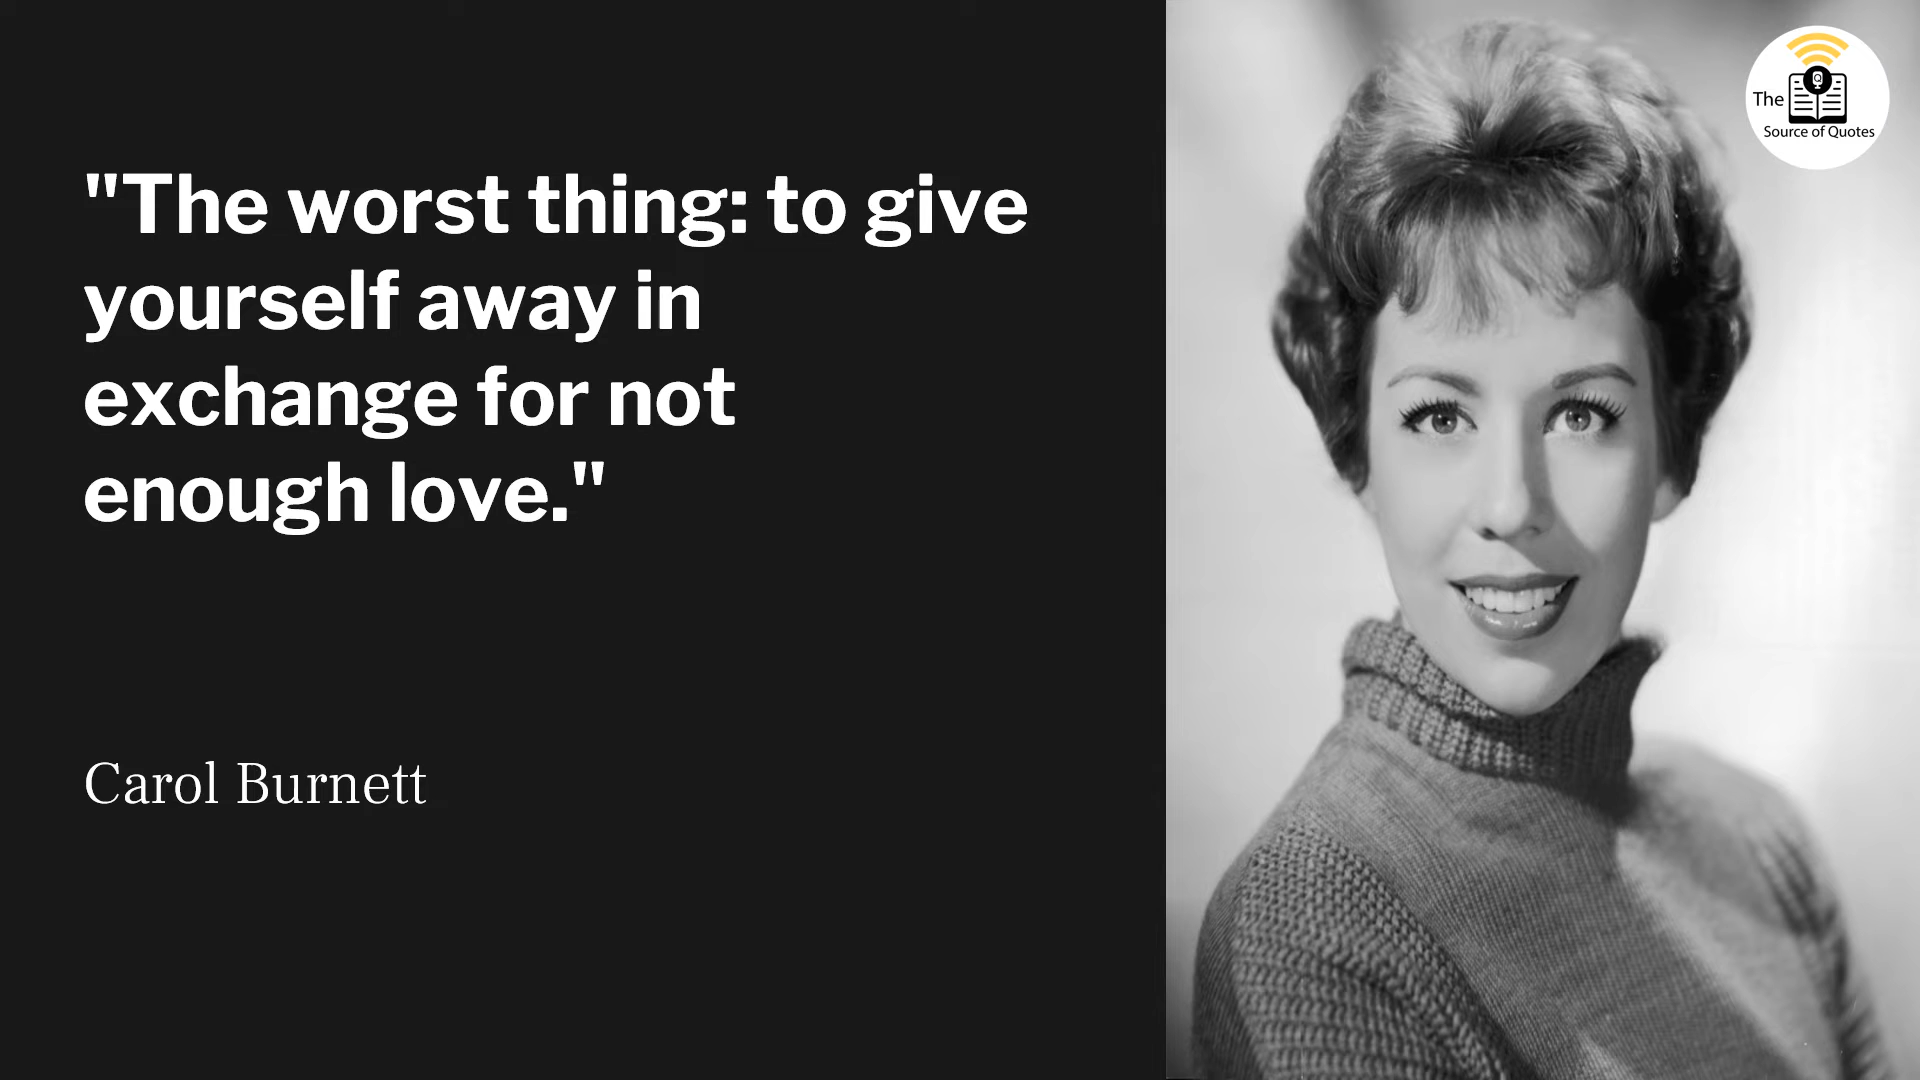 "The worst thing: to give
yourself away in
exchange for not
enough love."
Carol Burnett
The
Q
Source of Quotes